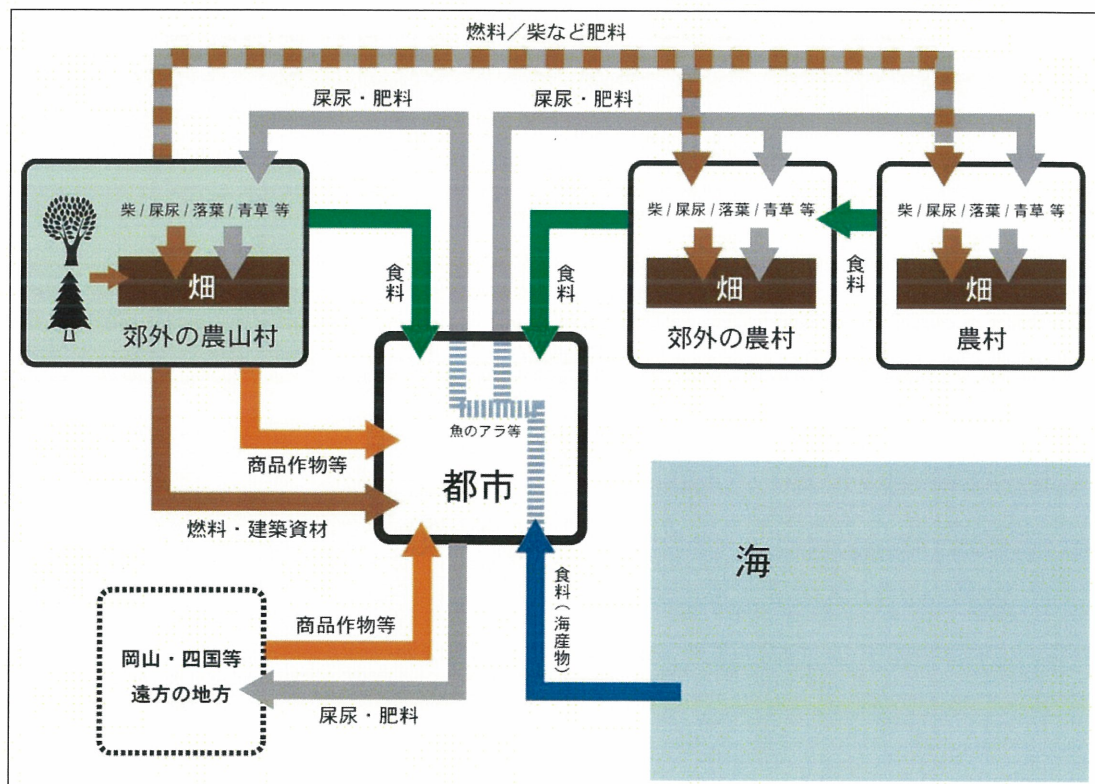 燃料/柴など肥料
屎尿・肥料
屎尿・肥料
柴 / 屎尿 / 落葉 / 青草 等
畑
郊外の農山村
食料
食料
柴 / 屎尿 / 落葉 / 青草 等
畑
郊外の農村
食料
柴 / 屎尿 / 落葉 / 青草 等
畑
農村
魚のアラ等
都市
商品作物等
燃料・建築資材
海
食料(海産物)
商品作物等
岡山・四国等
遠方の地方
屎尿・肥料